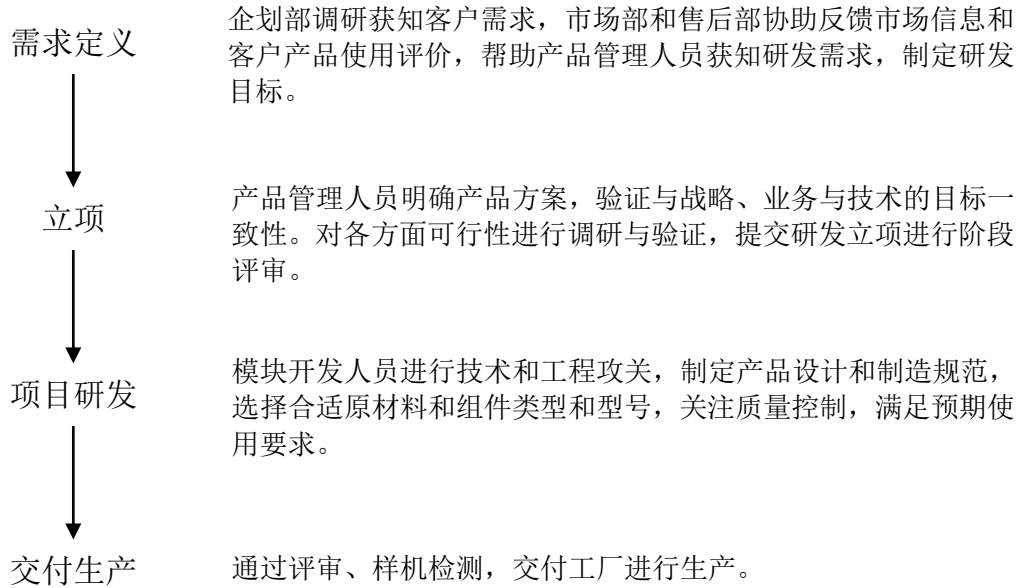 需求定义
企划部调研获知客户需求，市场部和售后部协助反馈市场信息和
客户产品使用评价，帮助产品管理人员获知研发需求，制定研发
目标。
立项
产品管理人员明确产品方案，验证与战略、业务与技术的目标一
致性。对各方面可行性进行调研与验证，提交研发立项进行阶段
评审。
项目研发
模块开发人员进行技术和工程攻关，制定产品设计和制造规范，
选择合适原材料和组件类型和型号，关注质量控制，满足预期使
用要求。
交付生产
通过评审、样机检测，交付工厂进行生产。